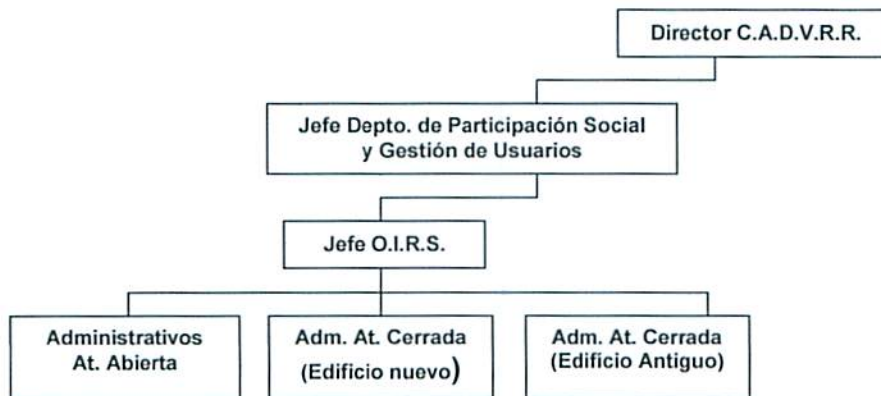 Director C.A.D.V.R.R.
Jefe Depto. de Participación Social
y Gestión de Usuarios
Jefe O.I.R.S.
Administrativos
At. Abierta
Adm. At. Cerrada
(Edificio nuevo)
Adm. At. Cerrada
(Edificio Antiguo)